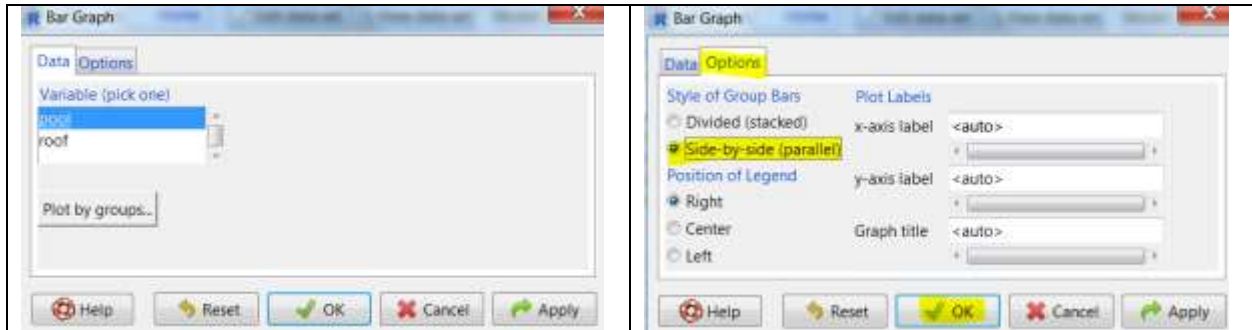 Bar Graph
Data Options
Variable (pick one)
pool
roof
Plot by groups...
Help Reset OK Cancel Apply
Bar Graph
Data Options
Style of Group Bars Plot Labels
Divided (stacked) x-axis label <auto>
Side-by-side (parallel)
Position of Legend y-axis label <auto>
Right
Center Graph title <auto>
Left
Help Reset OK Cancel Apply